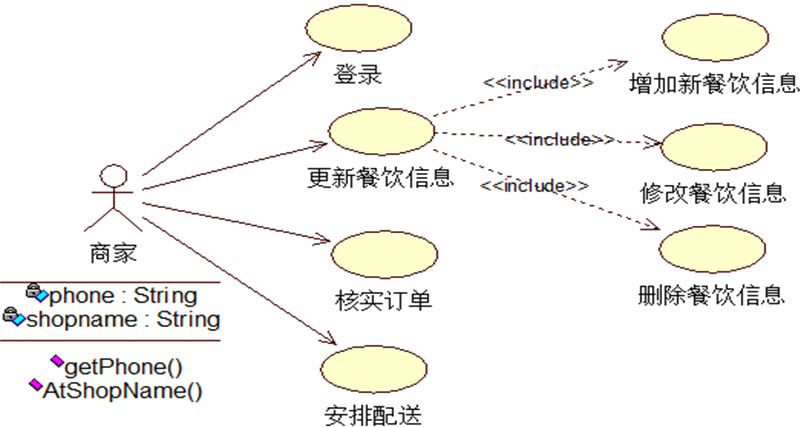 登录
<<include>>
增加新餐饮信息
更新餐饮信息
<<include>>
修改餐饮信息
<<include>>
商家
核实订单
删除餐饮信息
phone : String
shopname : String
getPhone()
AtShopName()
安排配送